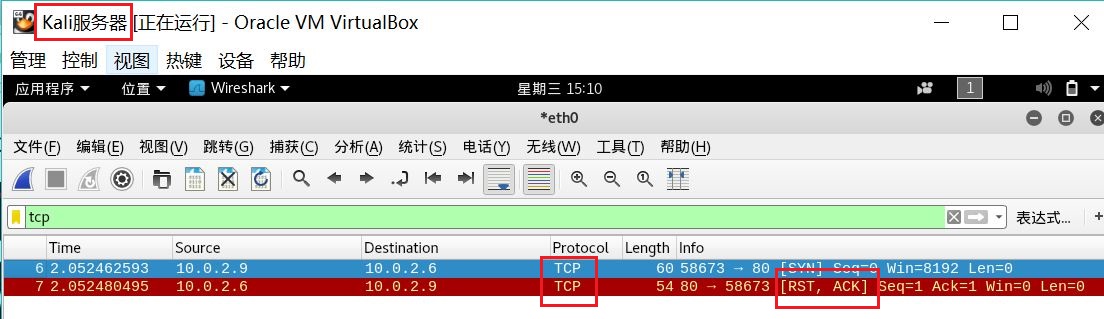 Kali服务器 [正在运行] - Oracle VM VirtualBox
管理 控制 视图 热键 设备 帮助
应用程序 位置 Wireshark 星期三 15:10 1
*eth0
文件(F) 编辑(E) 视图(V) 跳转(G) 捕获(C) 分析(A) 统计(S) 电话(Y) 无线(W) 工具(T) 帮助(H)
tcp 表达式… +
Time Source Destination Protocol Length Info
6 2.052462593 10.0.2.9 10.0.2.6 TCP 60 58673 → 80 [SYN] Seq=0 Win=8192 Len=0
7 2.052480495 10.0.2.6 10.0.2.9 TCP 54 80 → 58673 [RST, ACK] Seq=1 Ack=1 Win=0 Len=0